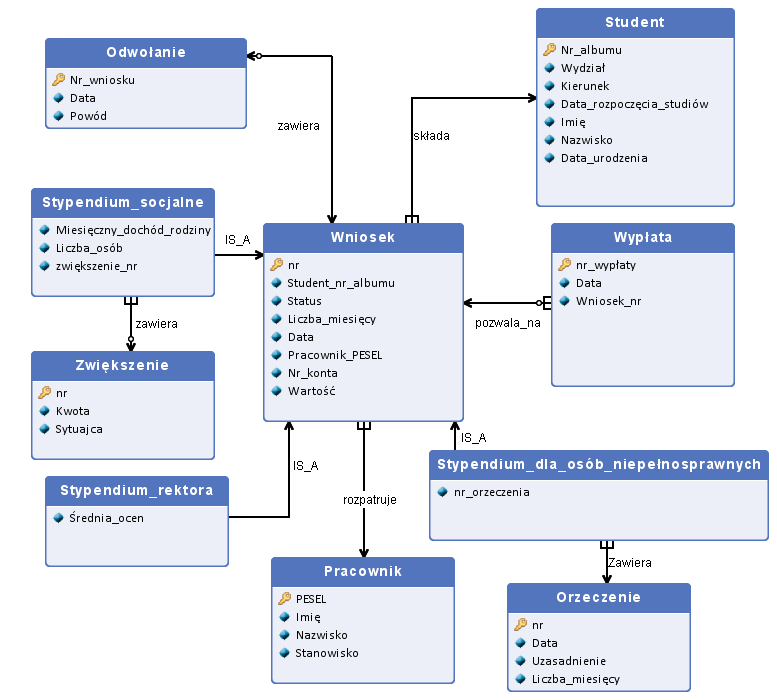 Odwołanie
Nr_wniosku
Data
Powód
zawiera
Student
Nr_albumu
Wydział
Kierunek
Data_rozpoczęcia_studiów
Imię
Nazwisko
Data_urodzenia
składa
Stypendium_socjalne
Miesięczny_dochód_rodziny
Liczba_osób
zwiększenie_nr
IS_A
Wniosek
nr
Student_nr_albumu
Status
Liczba_miesięcy
Data
Pracownik_PESEL
Nr_konta
Wartość
Wypłata
nr_wypłaty
Data
Wniosek_nr
pozwala_na
zawiera
Zwiększenie
nr
Kwota
Sytuajca
Stypendium_rektora
Średnia_ocen
IS_A
rozpatruje
IS_A
Stypendium_dla_osób_niepełnosprawnych
nr_orzeczenia
Zawiera
Pracownik
PESEL
Imię
Nazwisko
Stanowisko
Orzeczenie
nr
Data
Uzasadnienie
Liczba_miesięcy